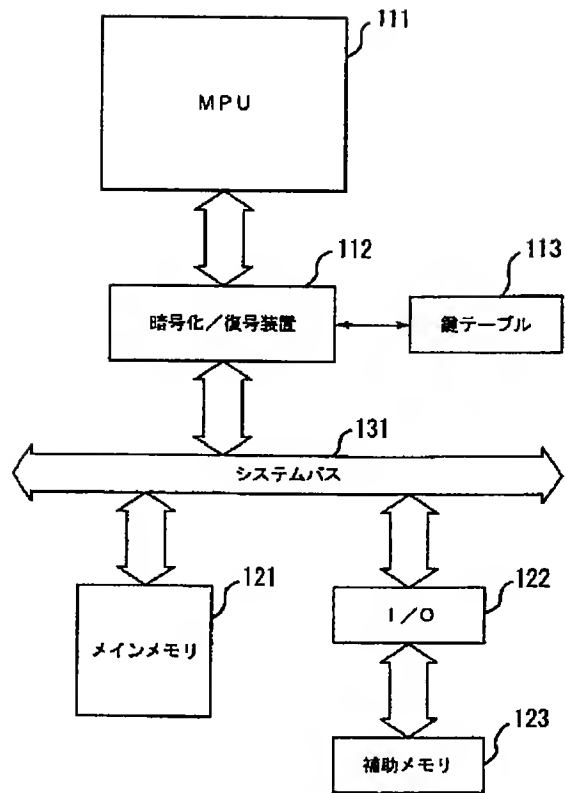 111
ＭＰＵ
112
113
暗号化／復号装置
鍵テーブル
131
システムバス
121
122
メインメモリ
Ｉ／Ｏ
123
補助メモリ